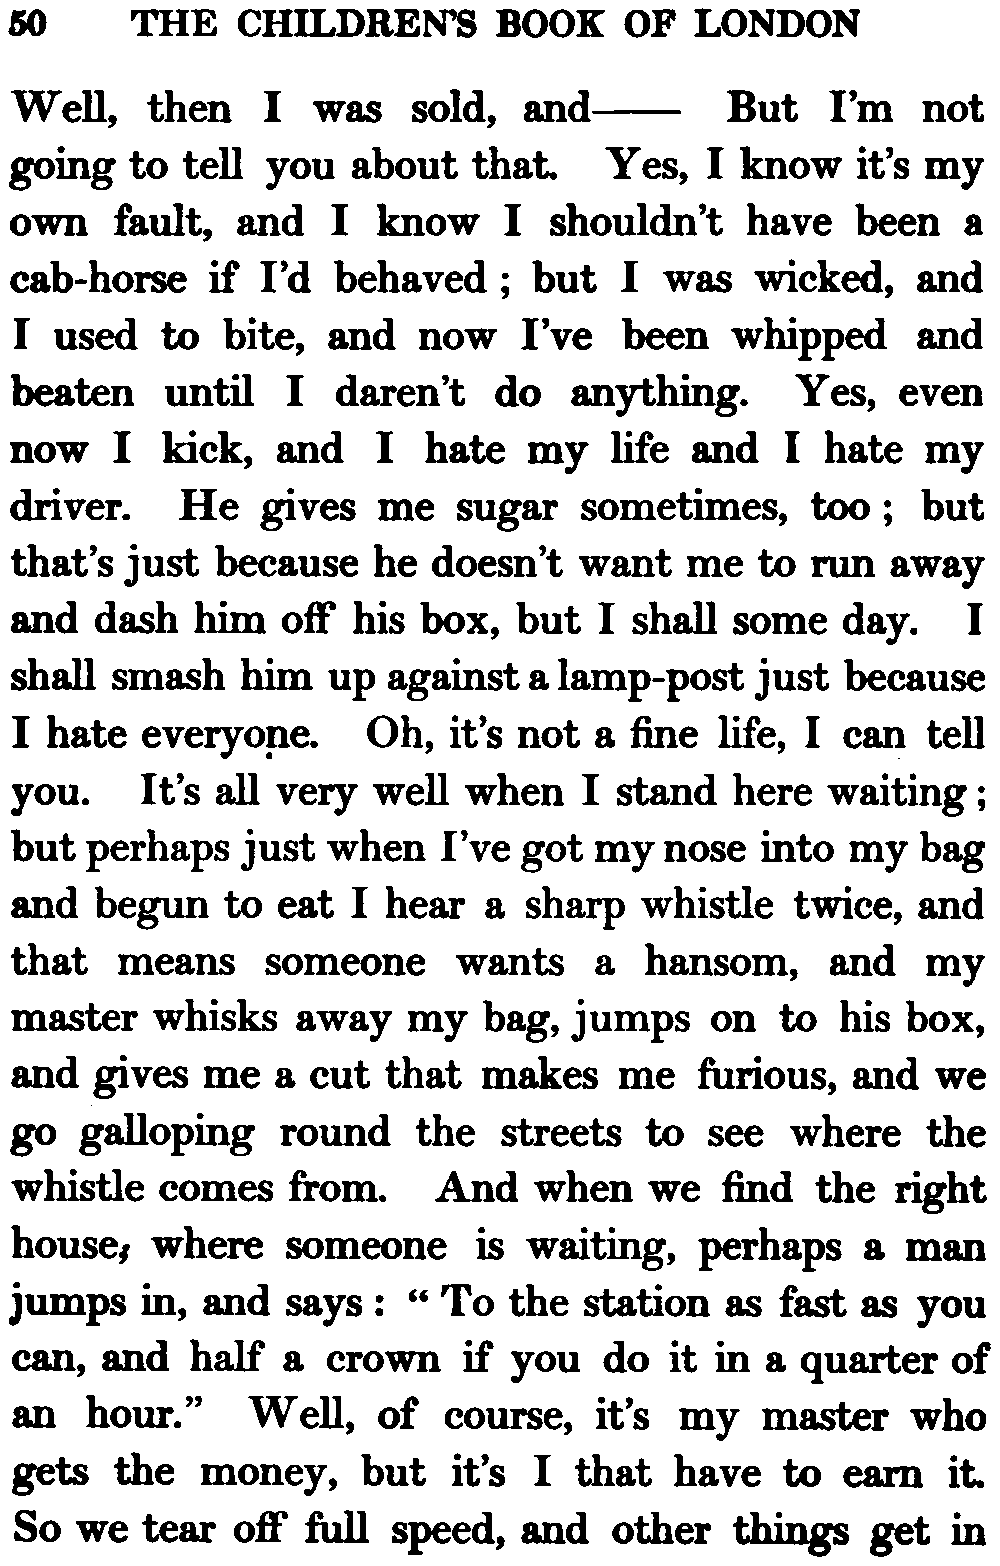 50 THE CHILDREN'S BOOK OF LONDON
Well, then I was sold, and—— But I'm not
going to tell you about that. Yes, I know it's my
own fault, and I know I shouldn't have been a
cab-horse if I'd behaved ; but I was wicked, and
I used to bite, and now I've been whipped and
beaten until I daren't do anything. Yes, even
now I kick, and I hate my life and I hate my
driver. He gives me sugar sometimes, too ; but
that's just because he doesn't want me to run away
and dash him off his box, but I shall some day. I
shall smash him up against a lamp-post just because
I hate everyone. Oh, it's not a fine life, I can tell
you. It's all very well when I stand here waiting ;
but perhaps just when I've got my nose into my bag
and begun to eat I hear a sharp whistle twice, and
that means someone wants a hansom, and my
master whisks away my bag, jumps on to his box,
and gives me a cut that makes me furious, and we
go galloping round the streets to see where the
whistle comes from. And when we find the right
house, where someone is waiting, perhaps a man
jumps in, and says : “ To the station as fast as you
can, and half a crown if you do it in a quarter of
an hour.” Well, of course, it's my master who
gets the money, but it's I that have to earn it.
So we tear off full speed, and other things get in